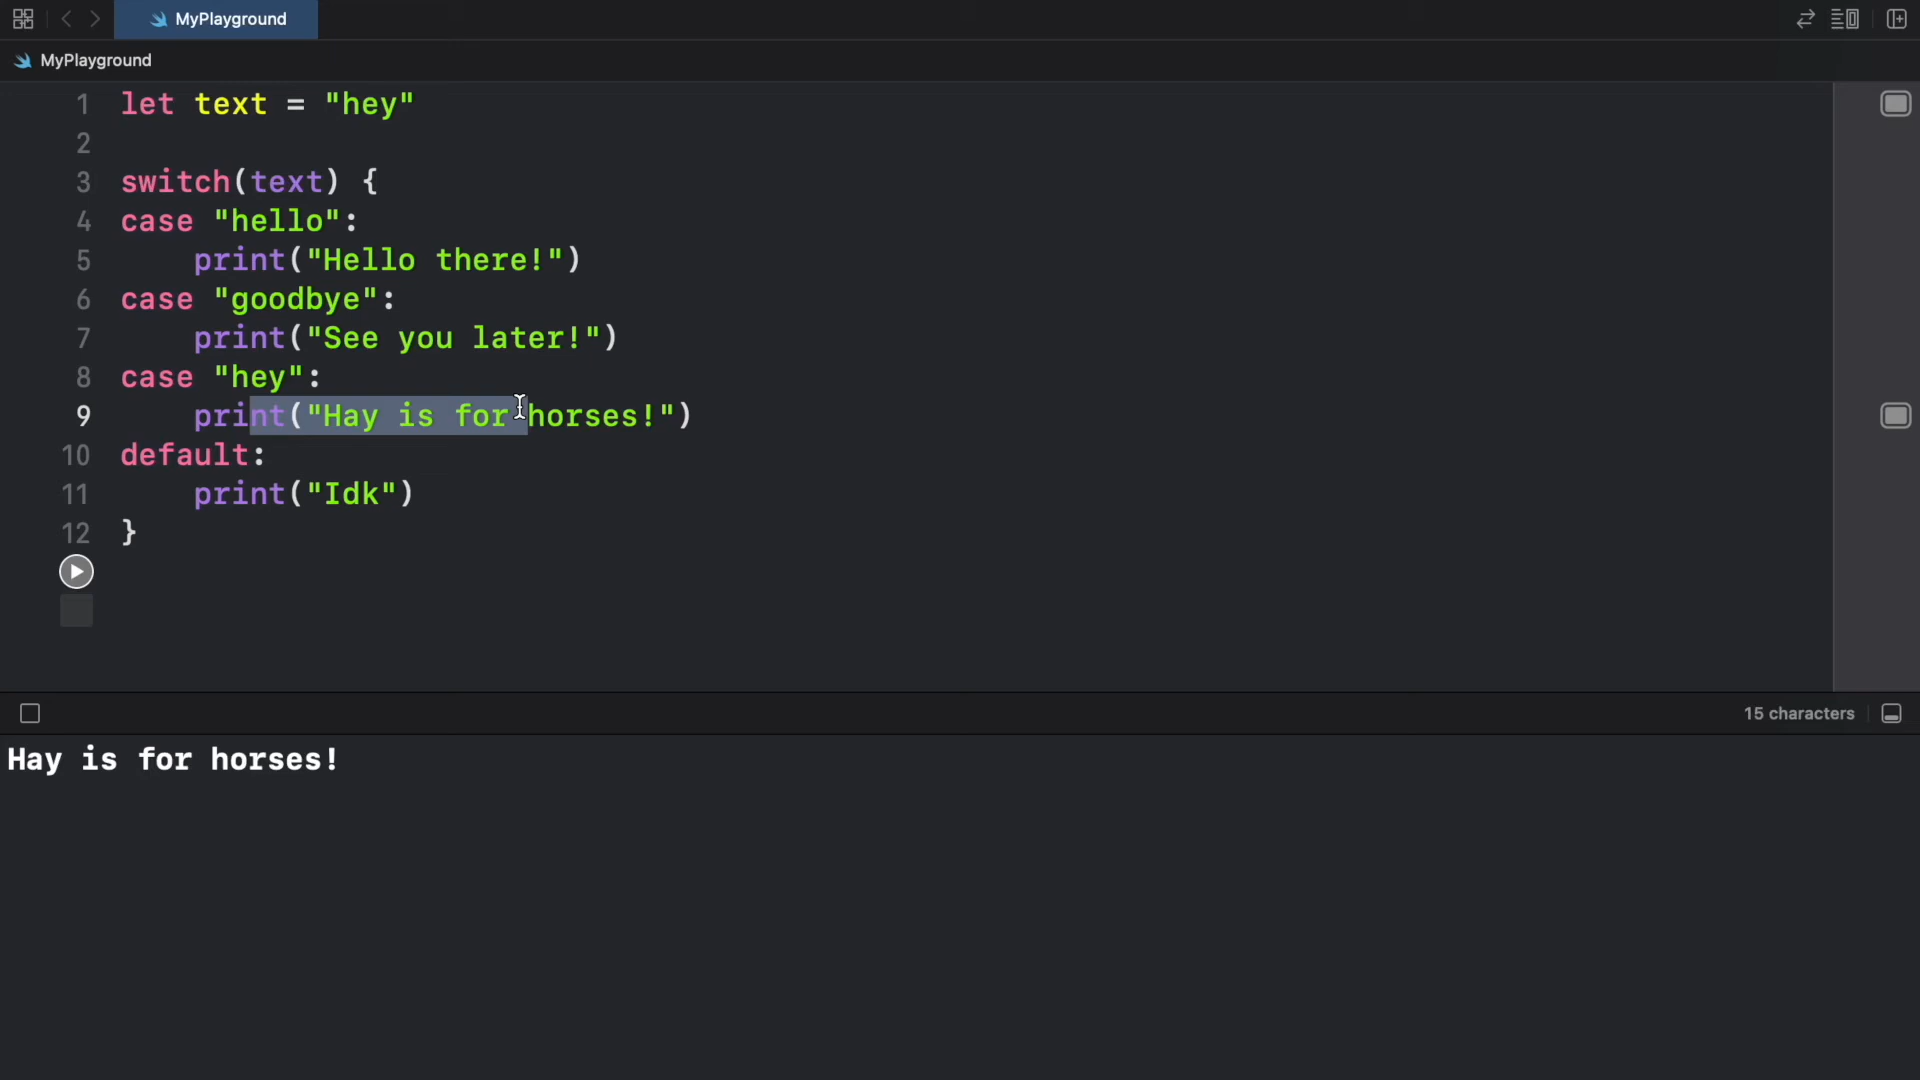 MyPlayground
MyPlayground
1 let text = "hey"
2
3 switch(text) {
4 case "hello":
5     print("Hello there!")
6 case "goodbye":
7     print("See you later!")
8 case "hey":
9     print("Hay is for horses!")
10 default:
11     print("Idk")
12 }
15 characters
Hay is for horses!